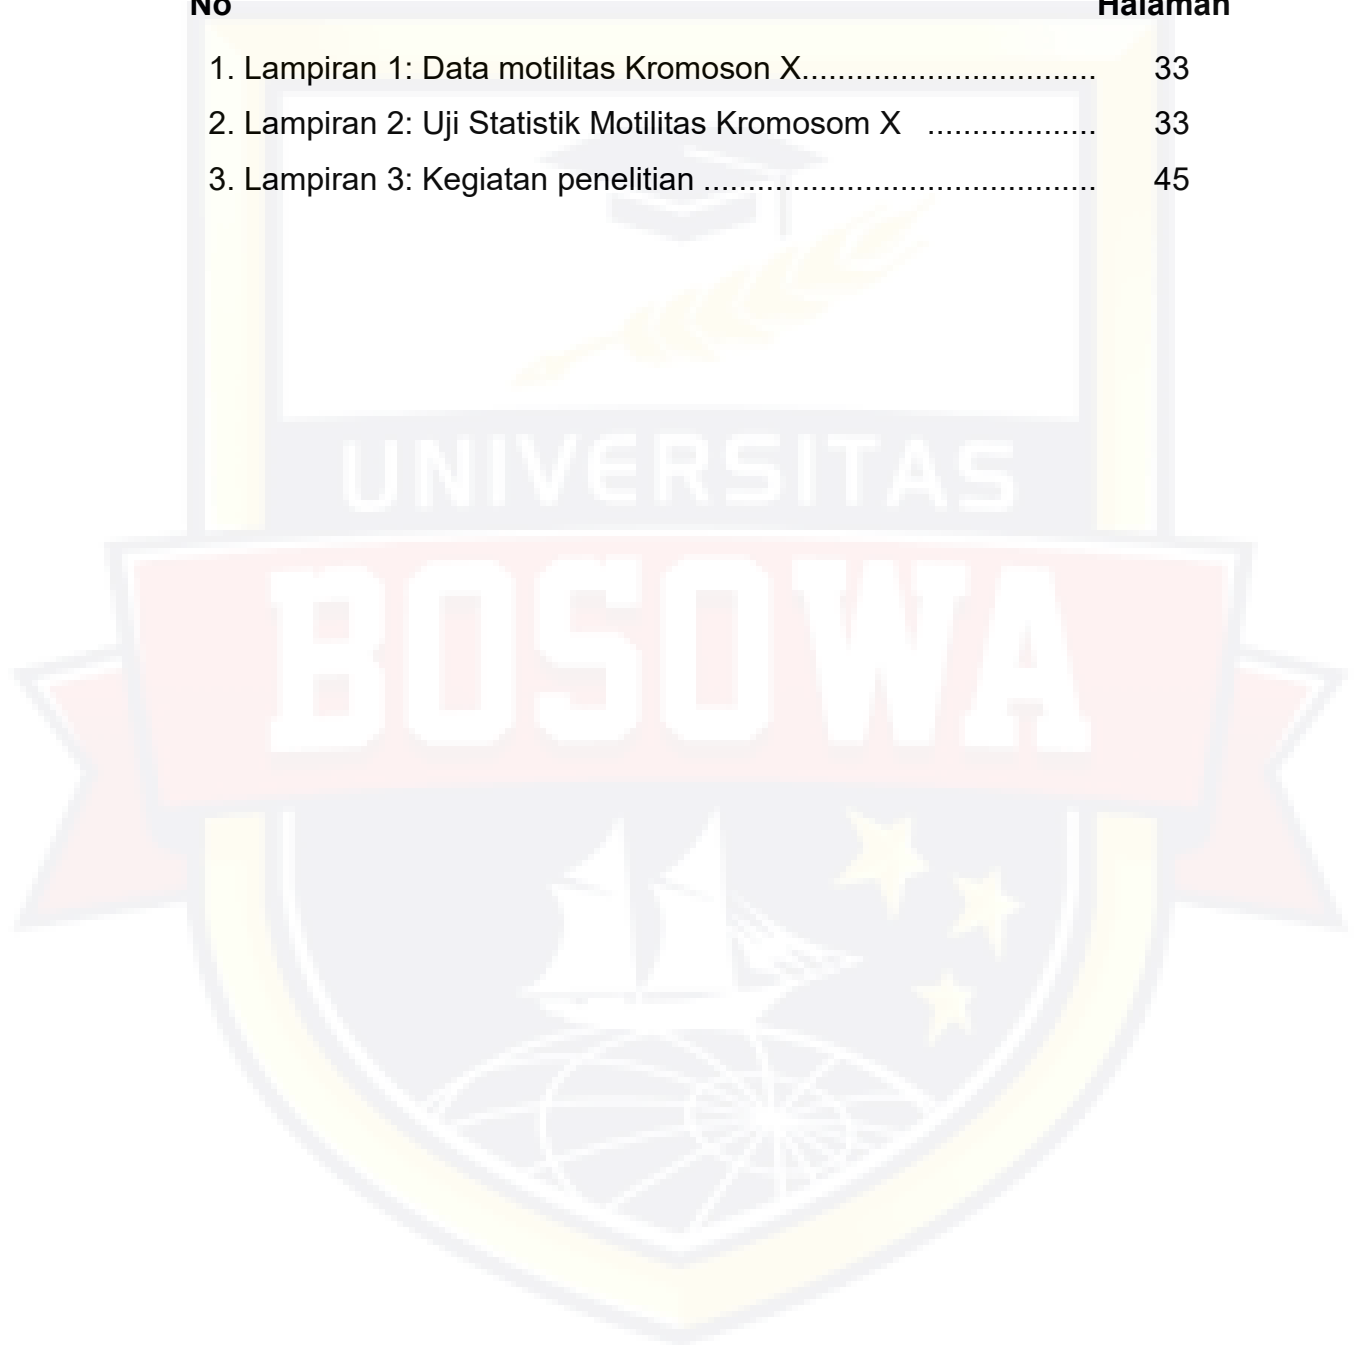 No Halaman
1. Lampiran 1: Data motilitas Kromoson X................................. 33
2. Lampiran 2: Uji Statistik Motilitas Kromosom X ................... 33
3. Lampiran 3: Kegiatan penelitian ............................................ 45
UNIVERSITAS
BOSOWA